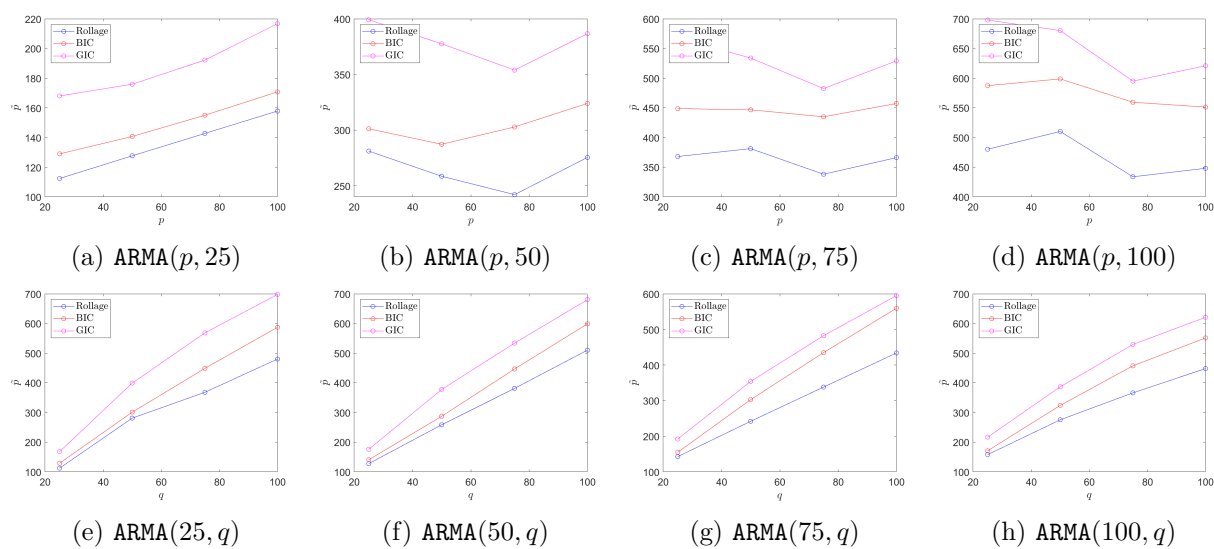 220
200
180
160
140
120
100
p̃
Rollage
BIC
GIC
20 40 60 80 100
p
(a) ARMA(p, 25)
400
350
300
250
p̃
Rollage
BIC
GIC
20 40 60 80 100
p
(b) ARMA(p, 50)
600
550
500
450
400
350
300
p̃
Rollage
BIC
GIC
20 40 60 80 100
p
(c) ARMA(p, 75)
700
650
600
550
500
450
400
p̃
Rollage
BIC
GIC
20 40 60 80 100
p
(d) ARMA(p, 100)
700
600
500
400
300
200
100
p̃
Rollage
BIC
GIC
20 40 60 80 100
q
(e) ARMA(25, q)
700
600
500
400
300
200
100
p̃
Rollage
BIC
GIC
20 40 60 80 100
q
(f) ARMA(50, q)
600
500
400
300
200
100
p̃
Rollage
BIC
GIC
20 40 60 80 100
q
(g) ARMA(75, q)
700
600
500
400
300
200
100
p̃
Rollage
BIC
GIC
20 40 60 80 100
q
(h) ARMA(100, q)